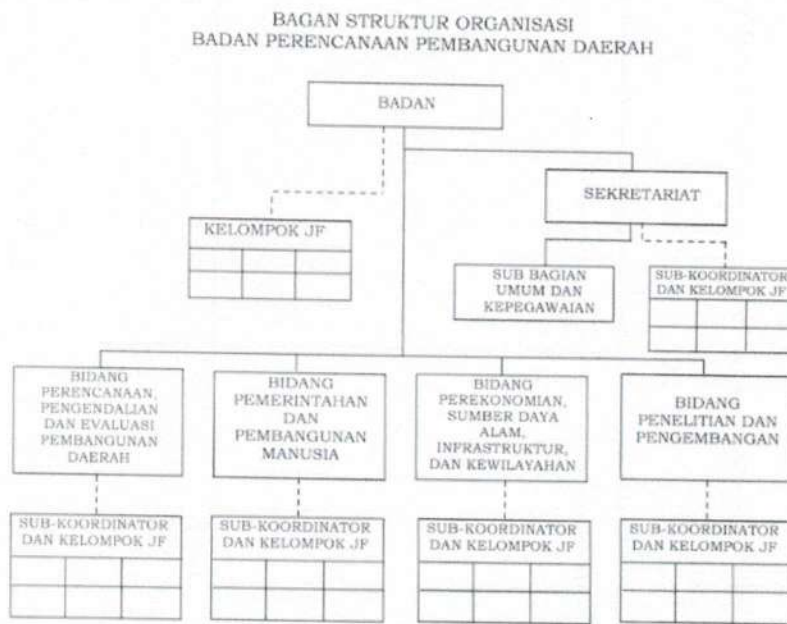 BAGAN STRUKTUR ORGANISASI
BADAN PERENCANAAN PEMBANGUNAN DAERAH
BADAN
SEKRETARIAT
KELOMPOK JF
SUB BAGIAN
UMUM DAN
KEPEGAWAIAN
SUB-KOORDINATOR
DAN KELOMPOK JF
BIDANG
PERENCANAAN,
PENGENDALIAN
DAN EVALUASI
PEMBANGUNAN
DAERAH
BIDANG
PEMERINTAHAN
DAN
PEMBANGUNAN
MANUSIA
BIDANG
PEREKONOMIAN,
SUMBER DAYA
ALAM,
INFRASTRUKTUR,
DAN KEWILAYAHAN
BIDANG
PENELITIAN DAN
PENGEMBANGAN
SUB-KOORDINATOR
DAN KELOMPOK JF
SUB-KOORDINATOR
DAN KELOMPOK JF
SUB-KOORDINATOR
DAN KELOMPOK JF
SUB-KOORDINATOR
DAN KELOMPOK JF